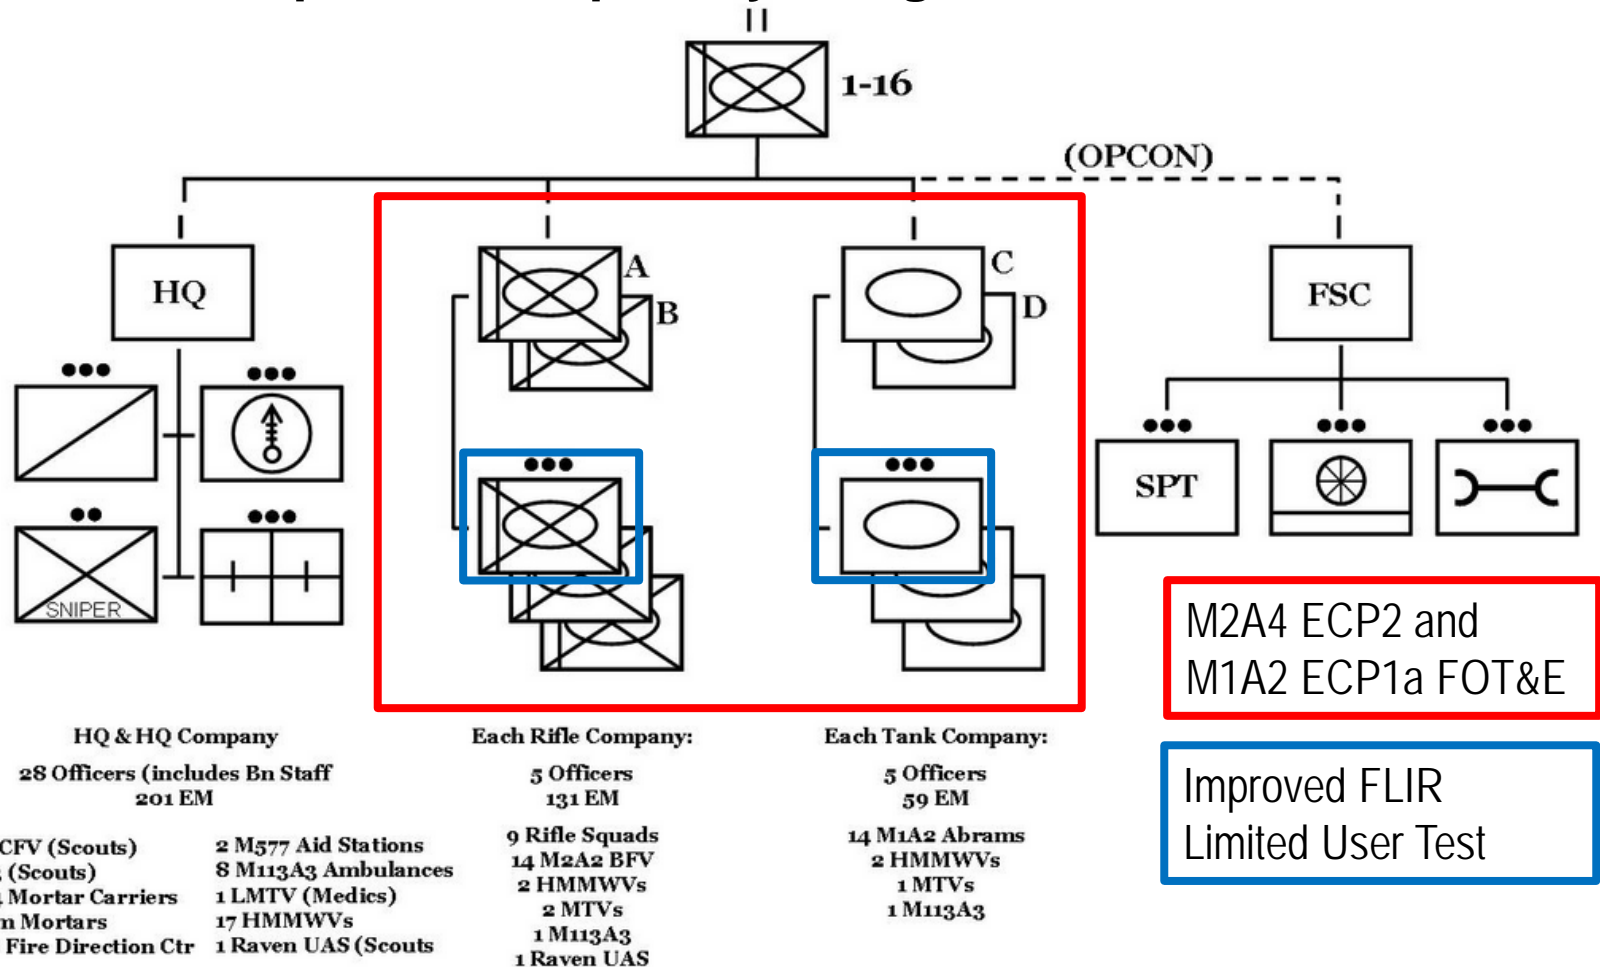 1-16
(OPCON)
HQ
A
B
C
D
FSC
SPT
SNIPER
M2A4 ECP2 and
M1A2 ECP1a FOT&E
Improved FLIR
Limited User Test
HQ & HQ Company
28 Officers (includes Bn Staff
201 EM
CFV (Scouts)
(Scouts)
Mortar Carriers
Mortars
Fire Direction Ctr
2 M577 Aid Stations
8 M113A3 Ambulances
1 LMTV (Medics)
17 HMMWVs
1 Raven UAS (Scouts
Each Rifle Company:
5 Officers
131 EM
9 Rifle Squads
14 M2A2 BFV
2 HMMWVs
2 MTVs
1 M113A3
1 Raven UAS
Each Tank Company:
5 Officers
59 EM
14 M1A2 Abrams
2 HMMWVs
1 MTVs
1 M113A3